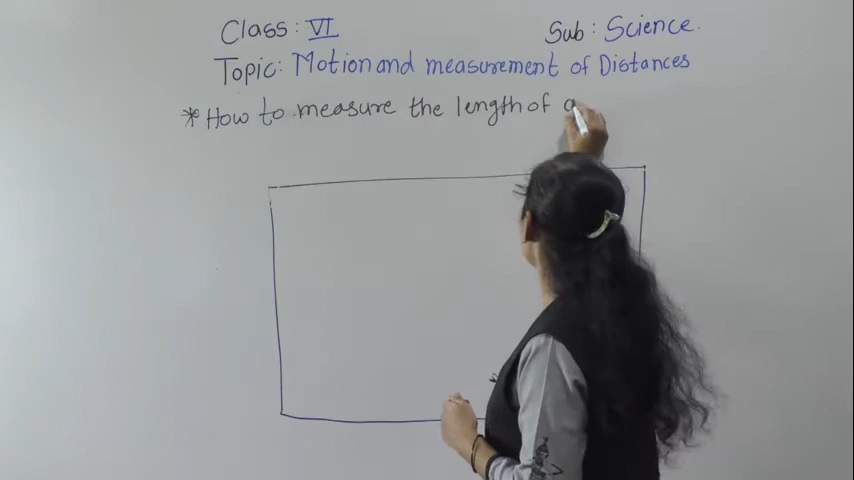 Class: VI Sub: Science.
Topic: Motion and measurement of Distances
* How to measure the length of a